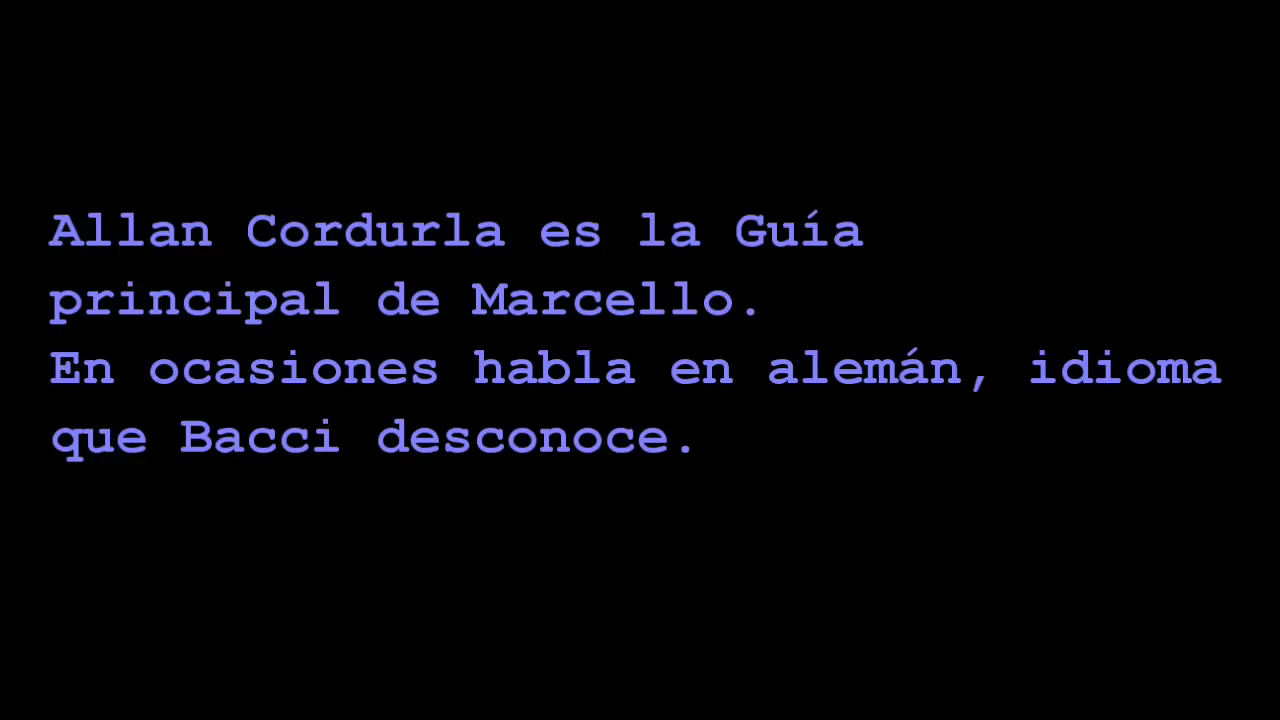 Allan Cordurla es la Guía
principal de Marcello.
En ocasiones habla en alemán, idioma
que Bacci desconoce.